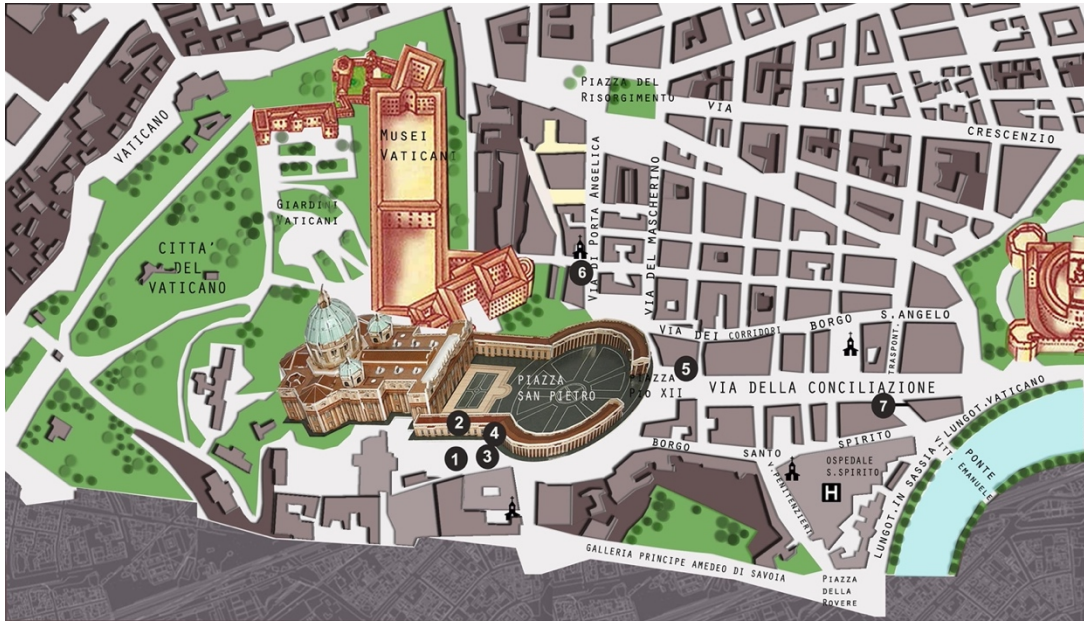 PIAZZA DEL
RISORGIMENTO
VIA
CRESCENZIO
MUSEI
VATICANI
VATICANO
VIA DI PORTA ANGELICA
VIA DEL MASCHERINO
GIARDINI
VATICANI
CITTA'
DEL
VATICANO
6
VIA DEI CORRIDORI
BORGO
S.ANGELO
TRASPONT.
5
PIAZZA
SAN PIETRO
PIAZZA
PIO XII
VIA DELLA CONCILIAZIONE
7
2
4
1
3
BORGO
SANTO
SPIRITO
V.PENITENZIERI
OSPEDALE
S.SPIRITO
H
LUNGOT.IN SASSIA
V.LUNGOT.VATICANO
PONTE
VITT. EMANUELE
GALLERIA PRINCIPE AMEDEO DI SAVOIA
PIAZZA
DELLA
ROVERE